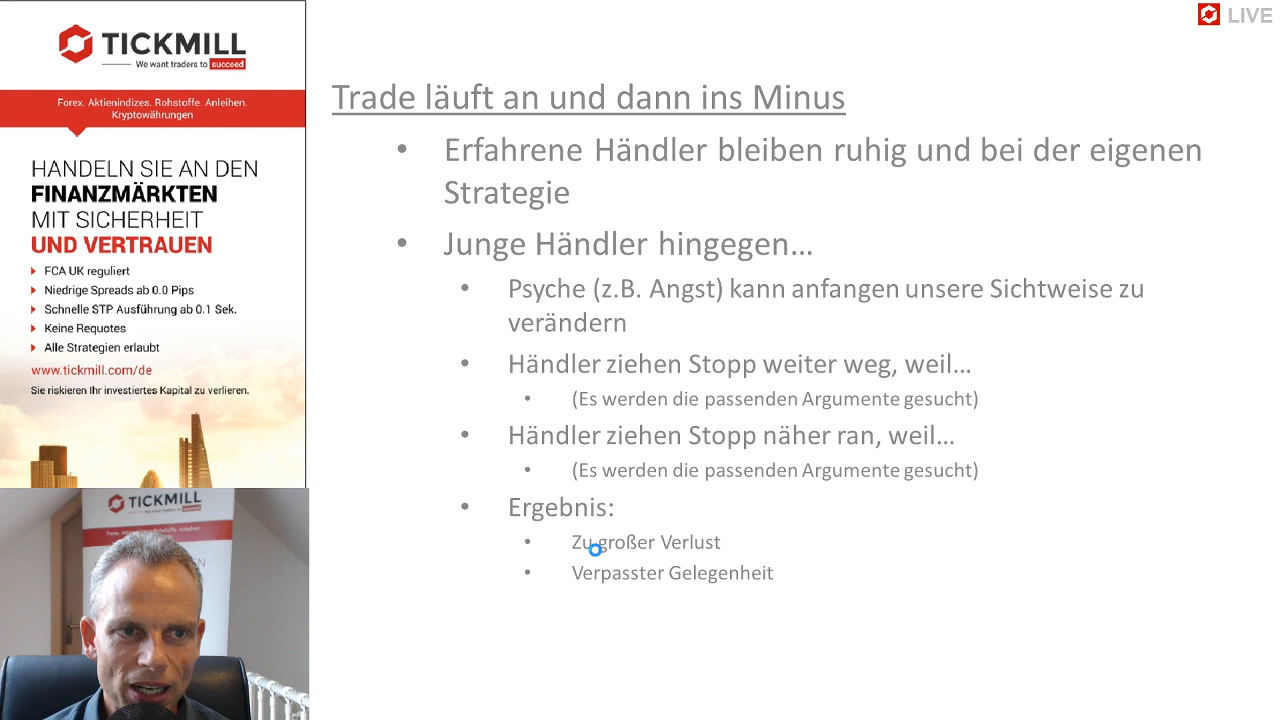 TICKMILL
We want traders to succeed
Forex. Aktienindizes. Rohstoffe. Anleihen.
Kryptowährungen
HANDELN SIE AN DEN
FINANZMÄRKTEN
MIT SICHERHEIT
UND VERTRAUEN
FCA UK reguliert
Niedrige Spreads ab 0.0 Pips
Schnelle STP Ausführung ab 0.1 Sek.
Keine Requotes
Alle Strategien erlaubt
www.tickmill.com/de
Sie riskieren Ihr investiertes Kapital zu verlieren.
TICKMILL
We want traders to succeed
LIVE
Trade läuft an und dann ins Minus
• Erfahrene Händler bleiben ruhig und bei der eigenen
Strategie
• Junge Händler hingegen…
• Psyche (z.B. Angst) kann anfangen unsere Sichtweise zu
verändern
• Händler ziehen Stopp weiter weg, weil…
• (Es werden die passenden Argumente gesucht)
• Händler ziehen Stopp näher ran, weil…
• (Es werden die passenden Argumente gesucht)
• Ergebnis:
• Zu großer Verlust
• Verpasster Gelegenheit